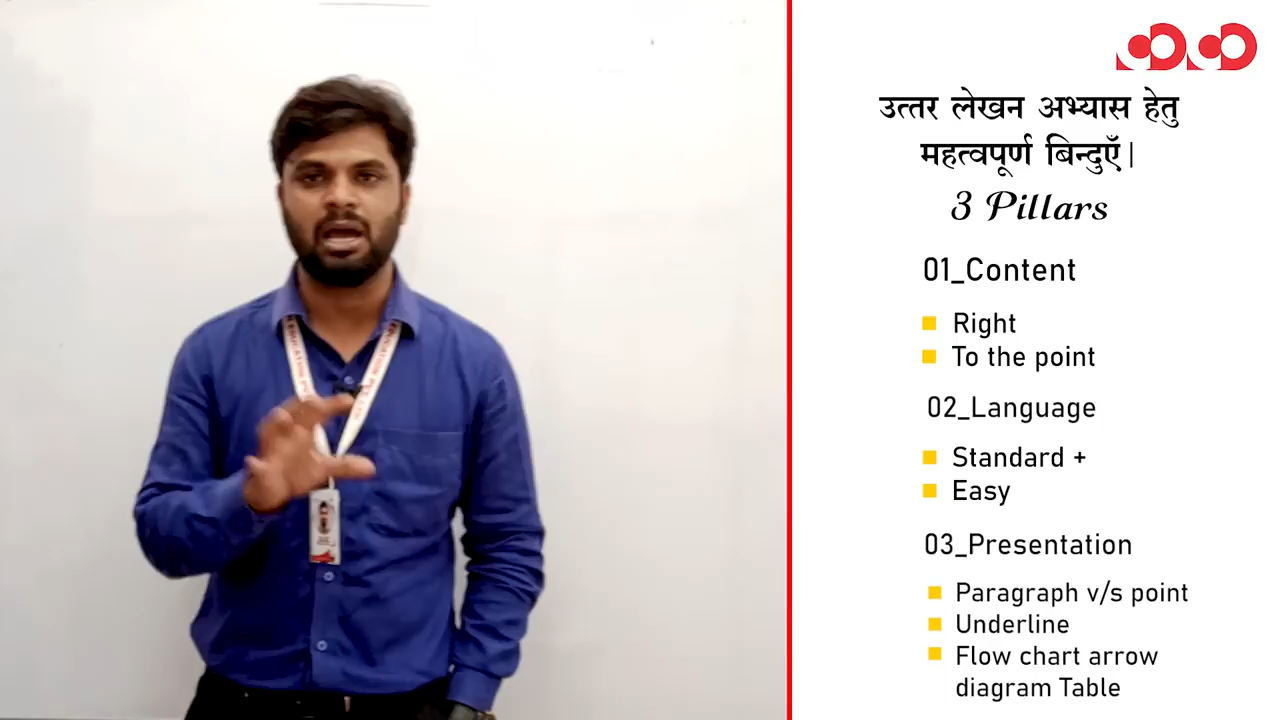 उत्तर लेखन अभ्यास हेतु
महत्वपूर्ण बिन्दुएँ|
3 Pillars
01_Content
Right
To the point
02_Language
Standard +
Easy
03_Presentation
Paragraph v/s point
Underline
Flow chart arrow
diagram Table